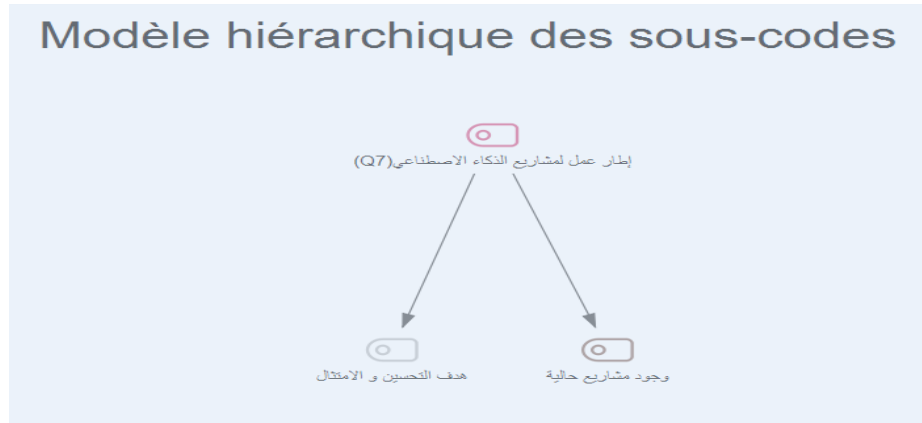 Modèle hiérarchique des sous-codes
إطار عمل لمشاريع الذكاء الاصطناعي(Q7)
هدف التحسين و الامتثال
وجود مشاريع حالية